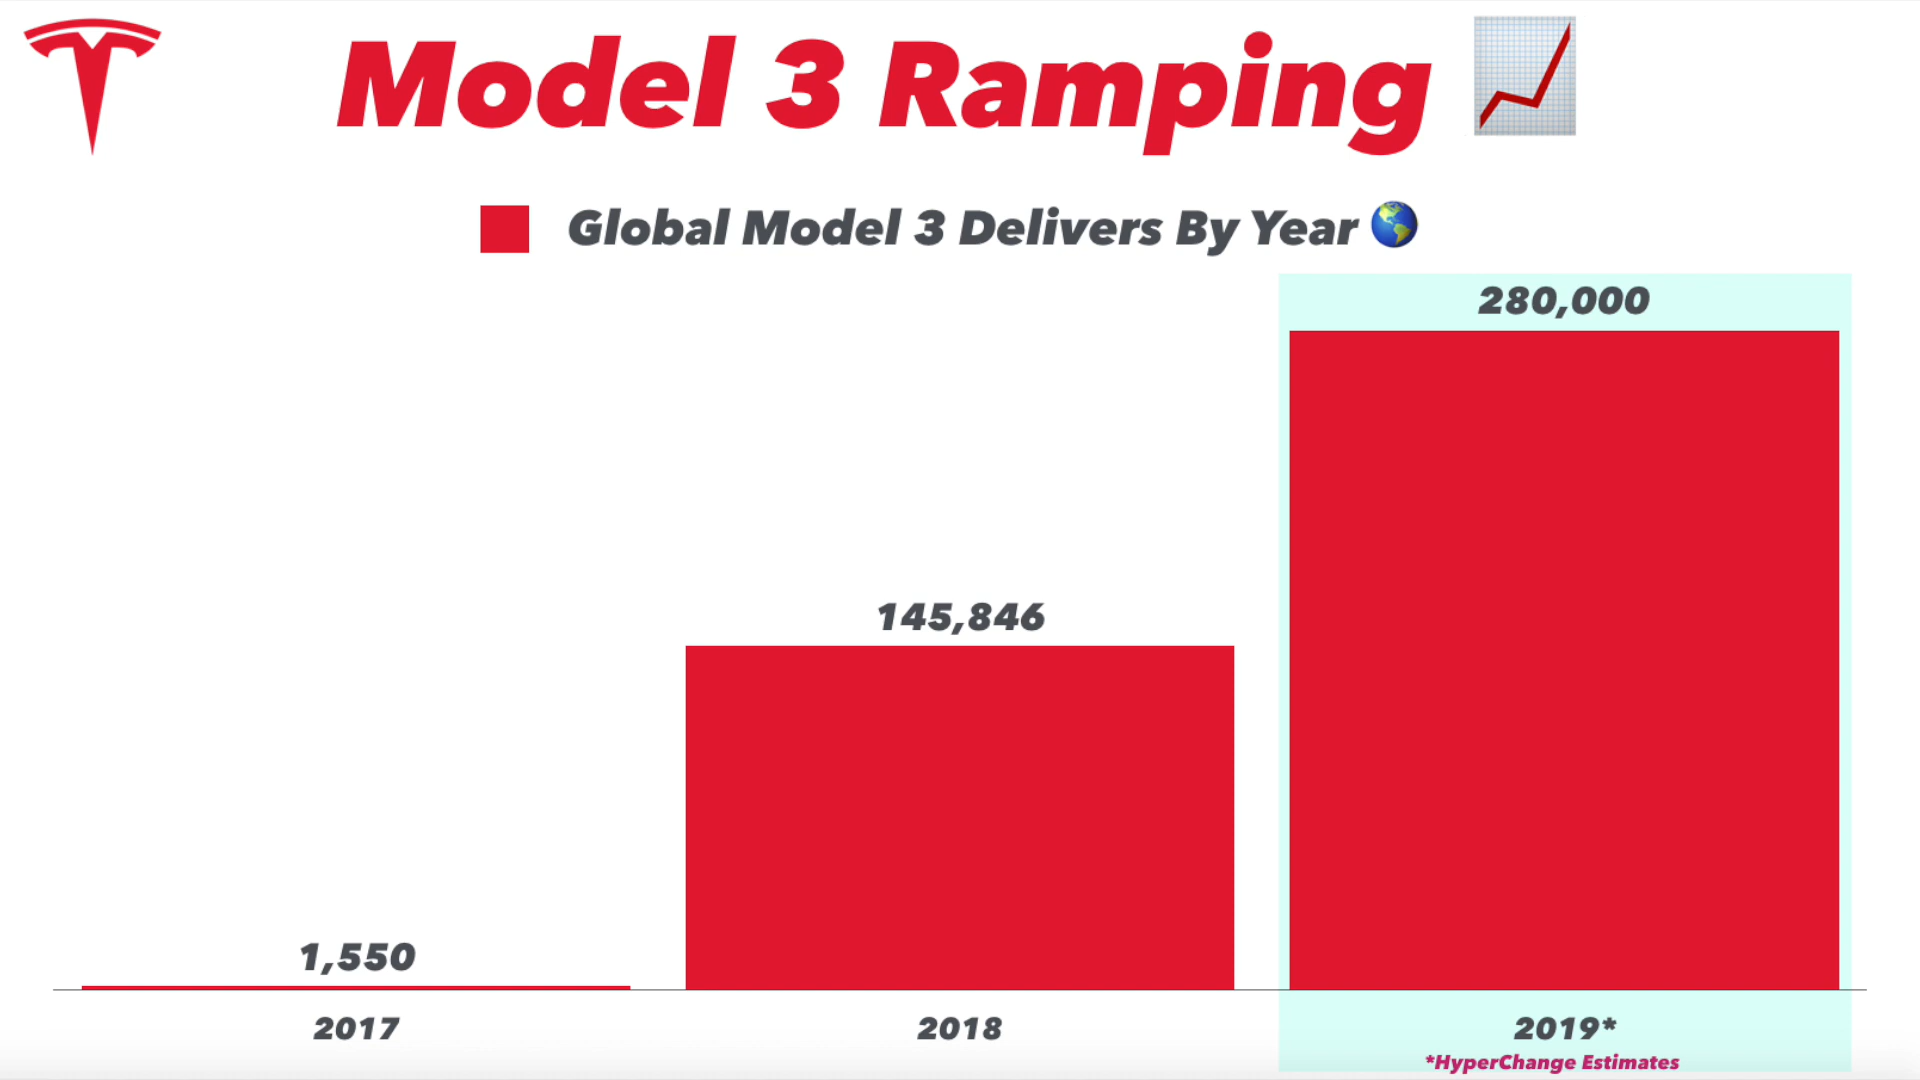 Model 3 Ramping
Global Model 3 Delivers By Year
280,000
145,846
1,550
2017
2018
2019*
*HyperChange Estimates